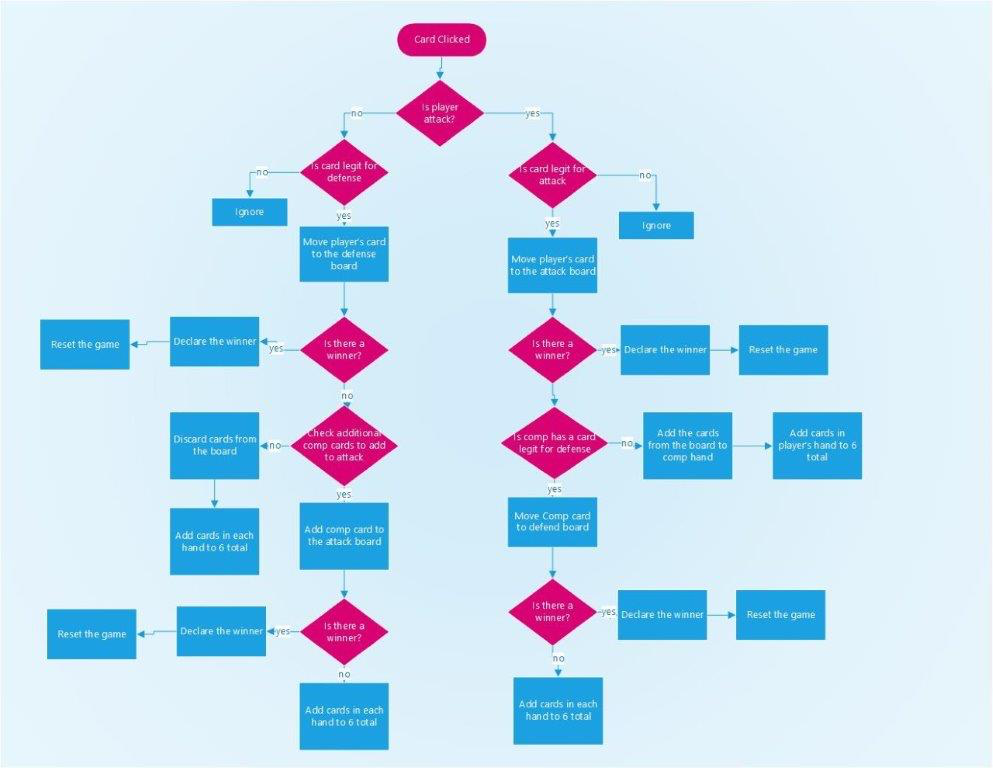 Card Clicked
Is player
attack?
no
yes
Is card legit for
defense
Is card legit for
attack
no
no
Ignore
Ignore
yes
yes
Move player's card
to the defense
board
Move player's card
to the attack board
Reset the game
Declare the winner
yes
Is there a
winner?
Is there a
winner?
yes
Declare the winner
Reset the game
no
Discard cards from
the board
no
Check additional
comp cards to add
to attack
Is comp has a card
legit for defense
no
Add the cards
from the board to
comp hand
Add cards in
player's hand to 6
total
yes
yes
Add cards in each
hand to 6 total
Add comp card to
the attack board
Move Comp card
to defend board
Reset the game
Declare the winner
yes
Is there a
winner?
Is there a
winner?
yes
Declare the winner
Reset the game
no
no
Add cards in each
hand to 6 total
Add cards in each
hand to 6 total